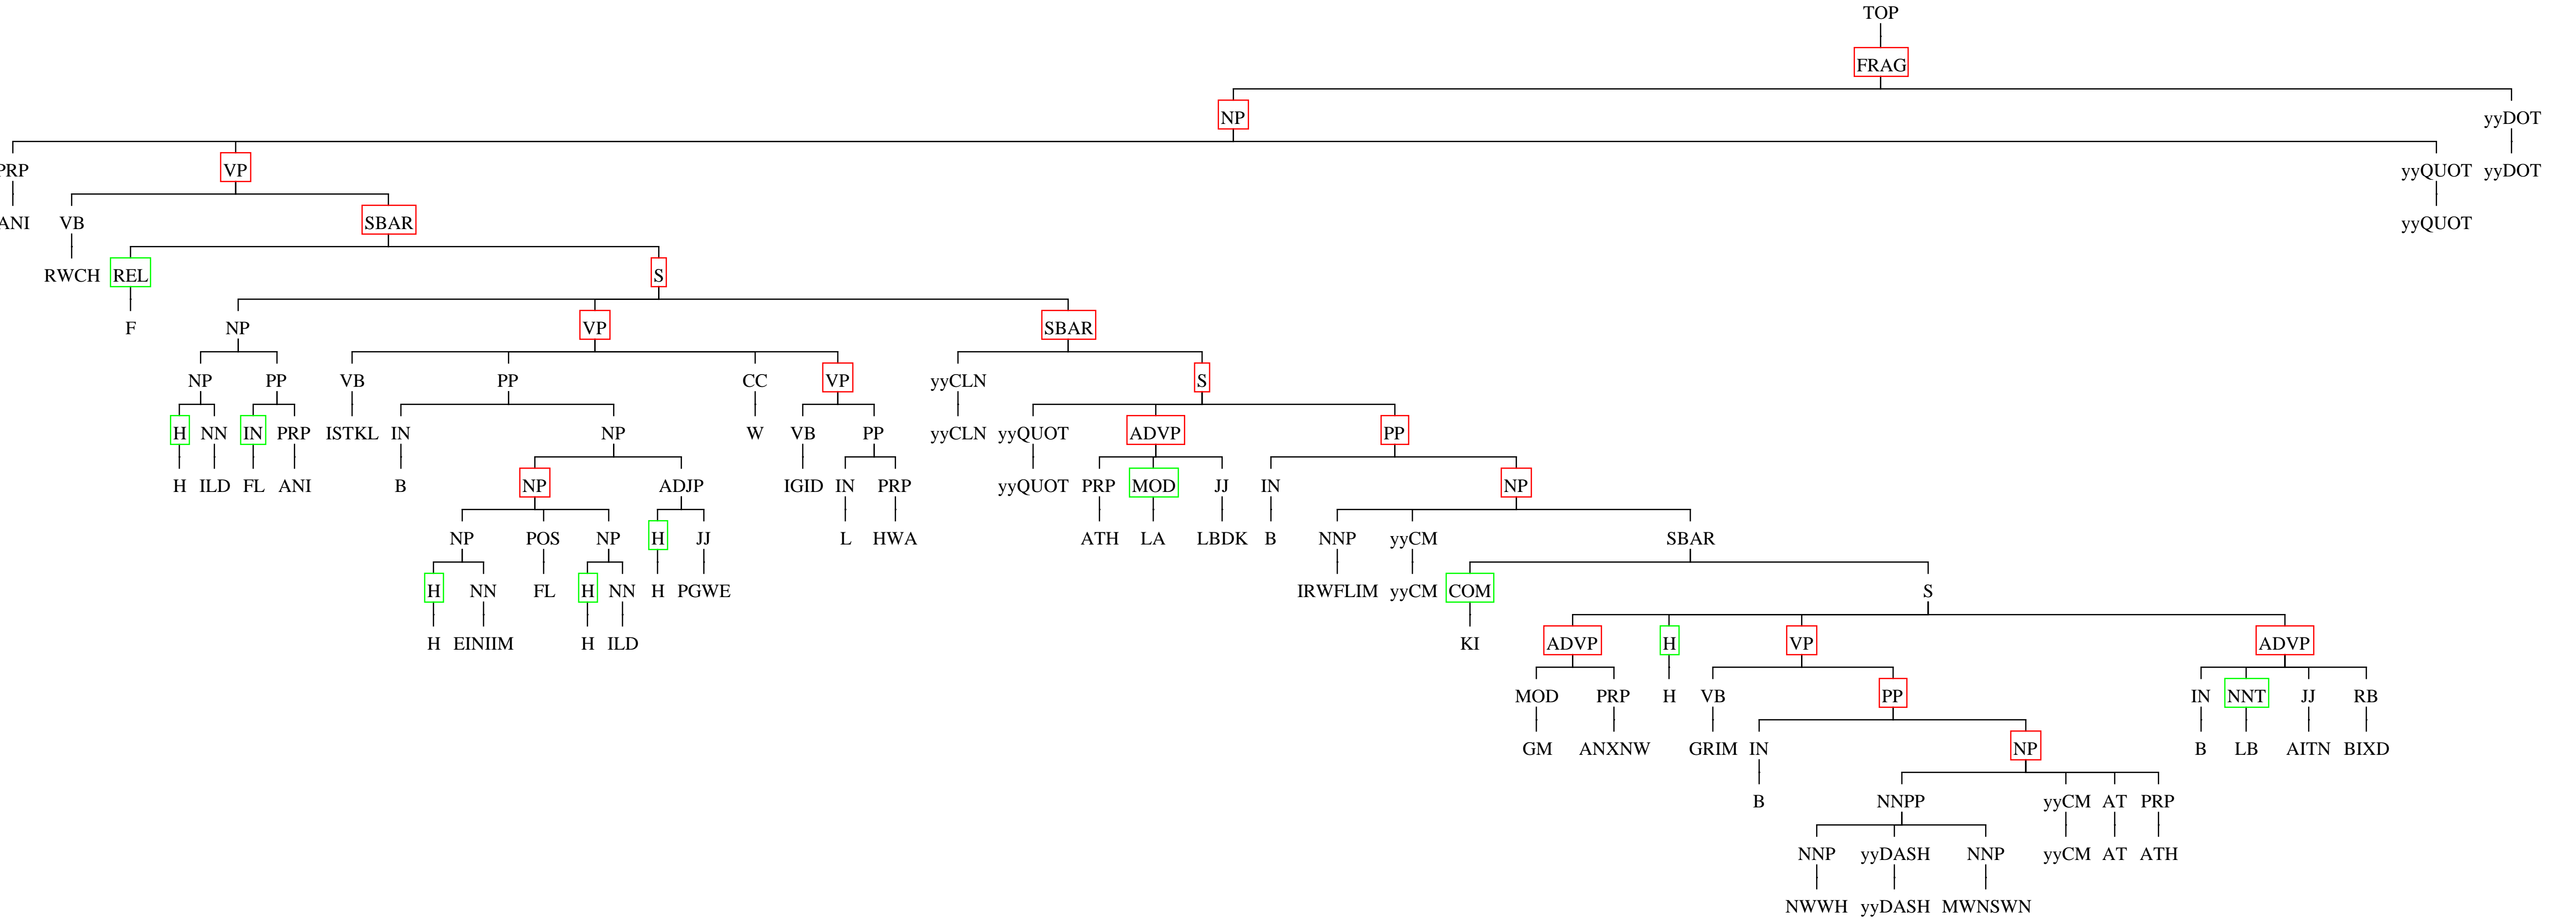 TOP
FRAG
NP yyDOT
PRP VP yyQUOT yyDOT
ANI VB SBAR yyQUOT
RWCH REL S
F NP VP SBAR
NP PP VB PP CC VP yyCLN S
H NN IN PRP ISTKL IN NP W VB PP yyCLN yyQUOT ADVP PP
H ILD FL ANI B NP ADJP IGID IN PRP yyQUOT PRP MOD JJ IN NP
NP POS NP H JJ L HWA ATH LA LBDK B NNP yyCM SBAR
H NN FL H NN H PGWE IRWFLIM yyCM COM S
H EINIIM H ILD KI ADVP H VP ADVP
MOD PRP H VB PP IN NNT JJ RB
GM ANXNW GRIM IN NP B LB AITN BIXD
B NNPP yyCM AT PRP
NNP yyDASH NNP yyCM AT ATH
NWWH yyDASH MWNSWN